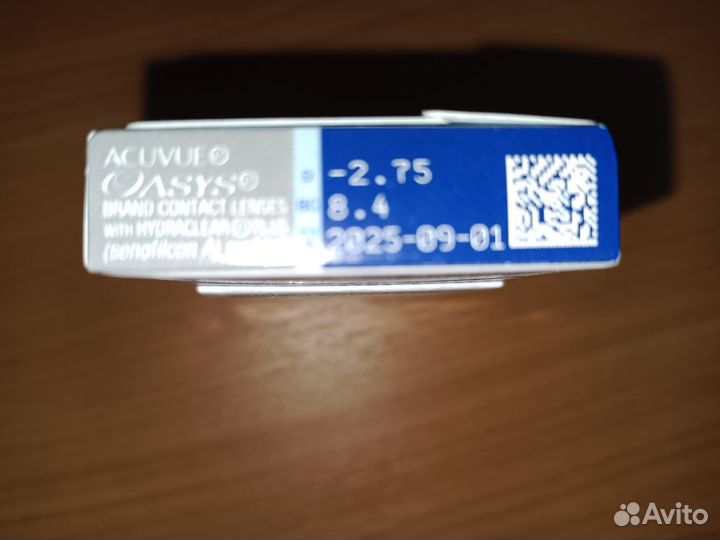 ACUVUE®
OASYS®
BRAND CONTACT LENSES
WITH HYDRACLEAR® PLUS
(senofilcon A)
D -2.75
BC 8.4
2025-09-01
Avito